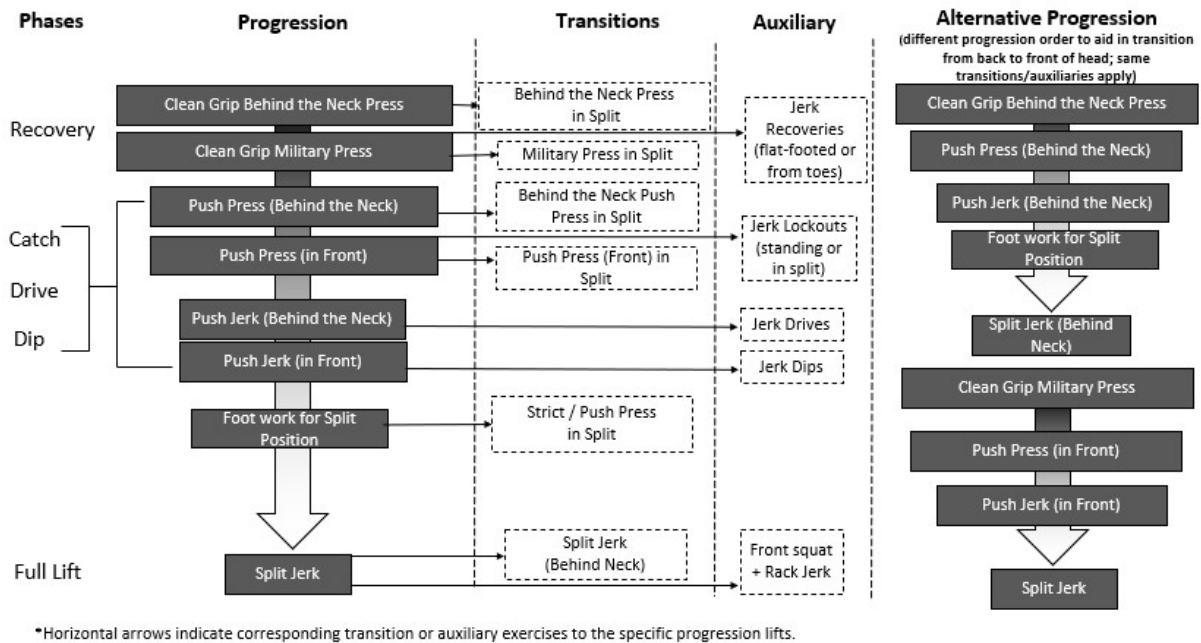 Phases
Progression
Transitions
Auxiliary
Alternative Progression
(different progression order to aid in transition
from back to front of head; same
transitions/auxiliaries apply)
Recovery
Clean Grip Behind the Neck Press
Behind the Neck Press
in Split
Clean Grip Military Press
Military Press in Split
Jerk
Recoveries
(flat-footed or
from toes)
Catch
Drive
Dip
Push Press (Behind the Neck)
Behind the Neck Push
Press in Split
Push Press (in Front)
Push Press (Front) in
Split
Jerk Lockouts
(standing or
in split)
Push Jerk (Behind the Neck)
Jerk Drives
Push Jerk (in Front)
Jerk Dips
Foot work for Split
Position
Strict / Push Press
in Split
Full Lift
Split Jerk
Split Jerk
(Behind Neck)
Front squat
+ Rack Jerk
Clean Grip Behind the Neck Press
Push Press (Behind the Neck)
Push Jerk (Behind the Neck)
Foot work for Split
Position
Split Jerk (Behind
Neck)
Clean Grip Military Press
Push Press (in Front)
Push Jerk (in Front)
Split Jerk
*Horizontal arrows indicate corresponding transition or auxiliary exercises to the specific progression lifts.